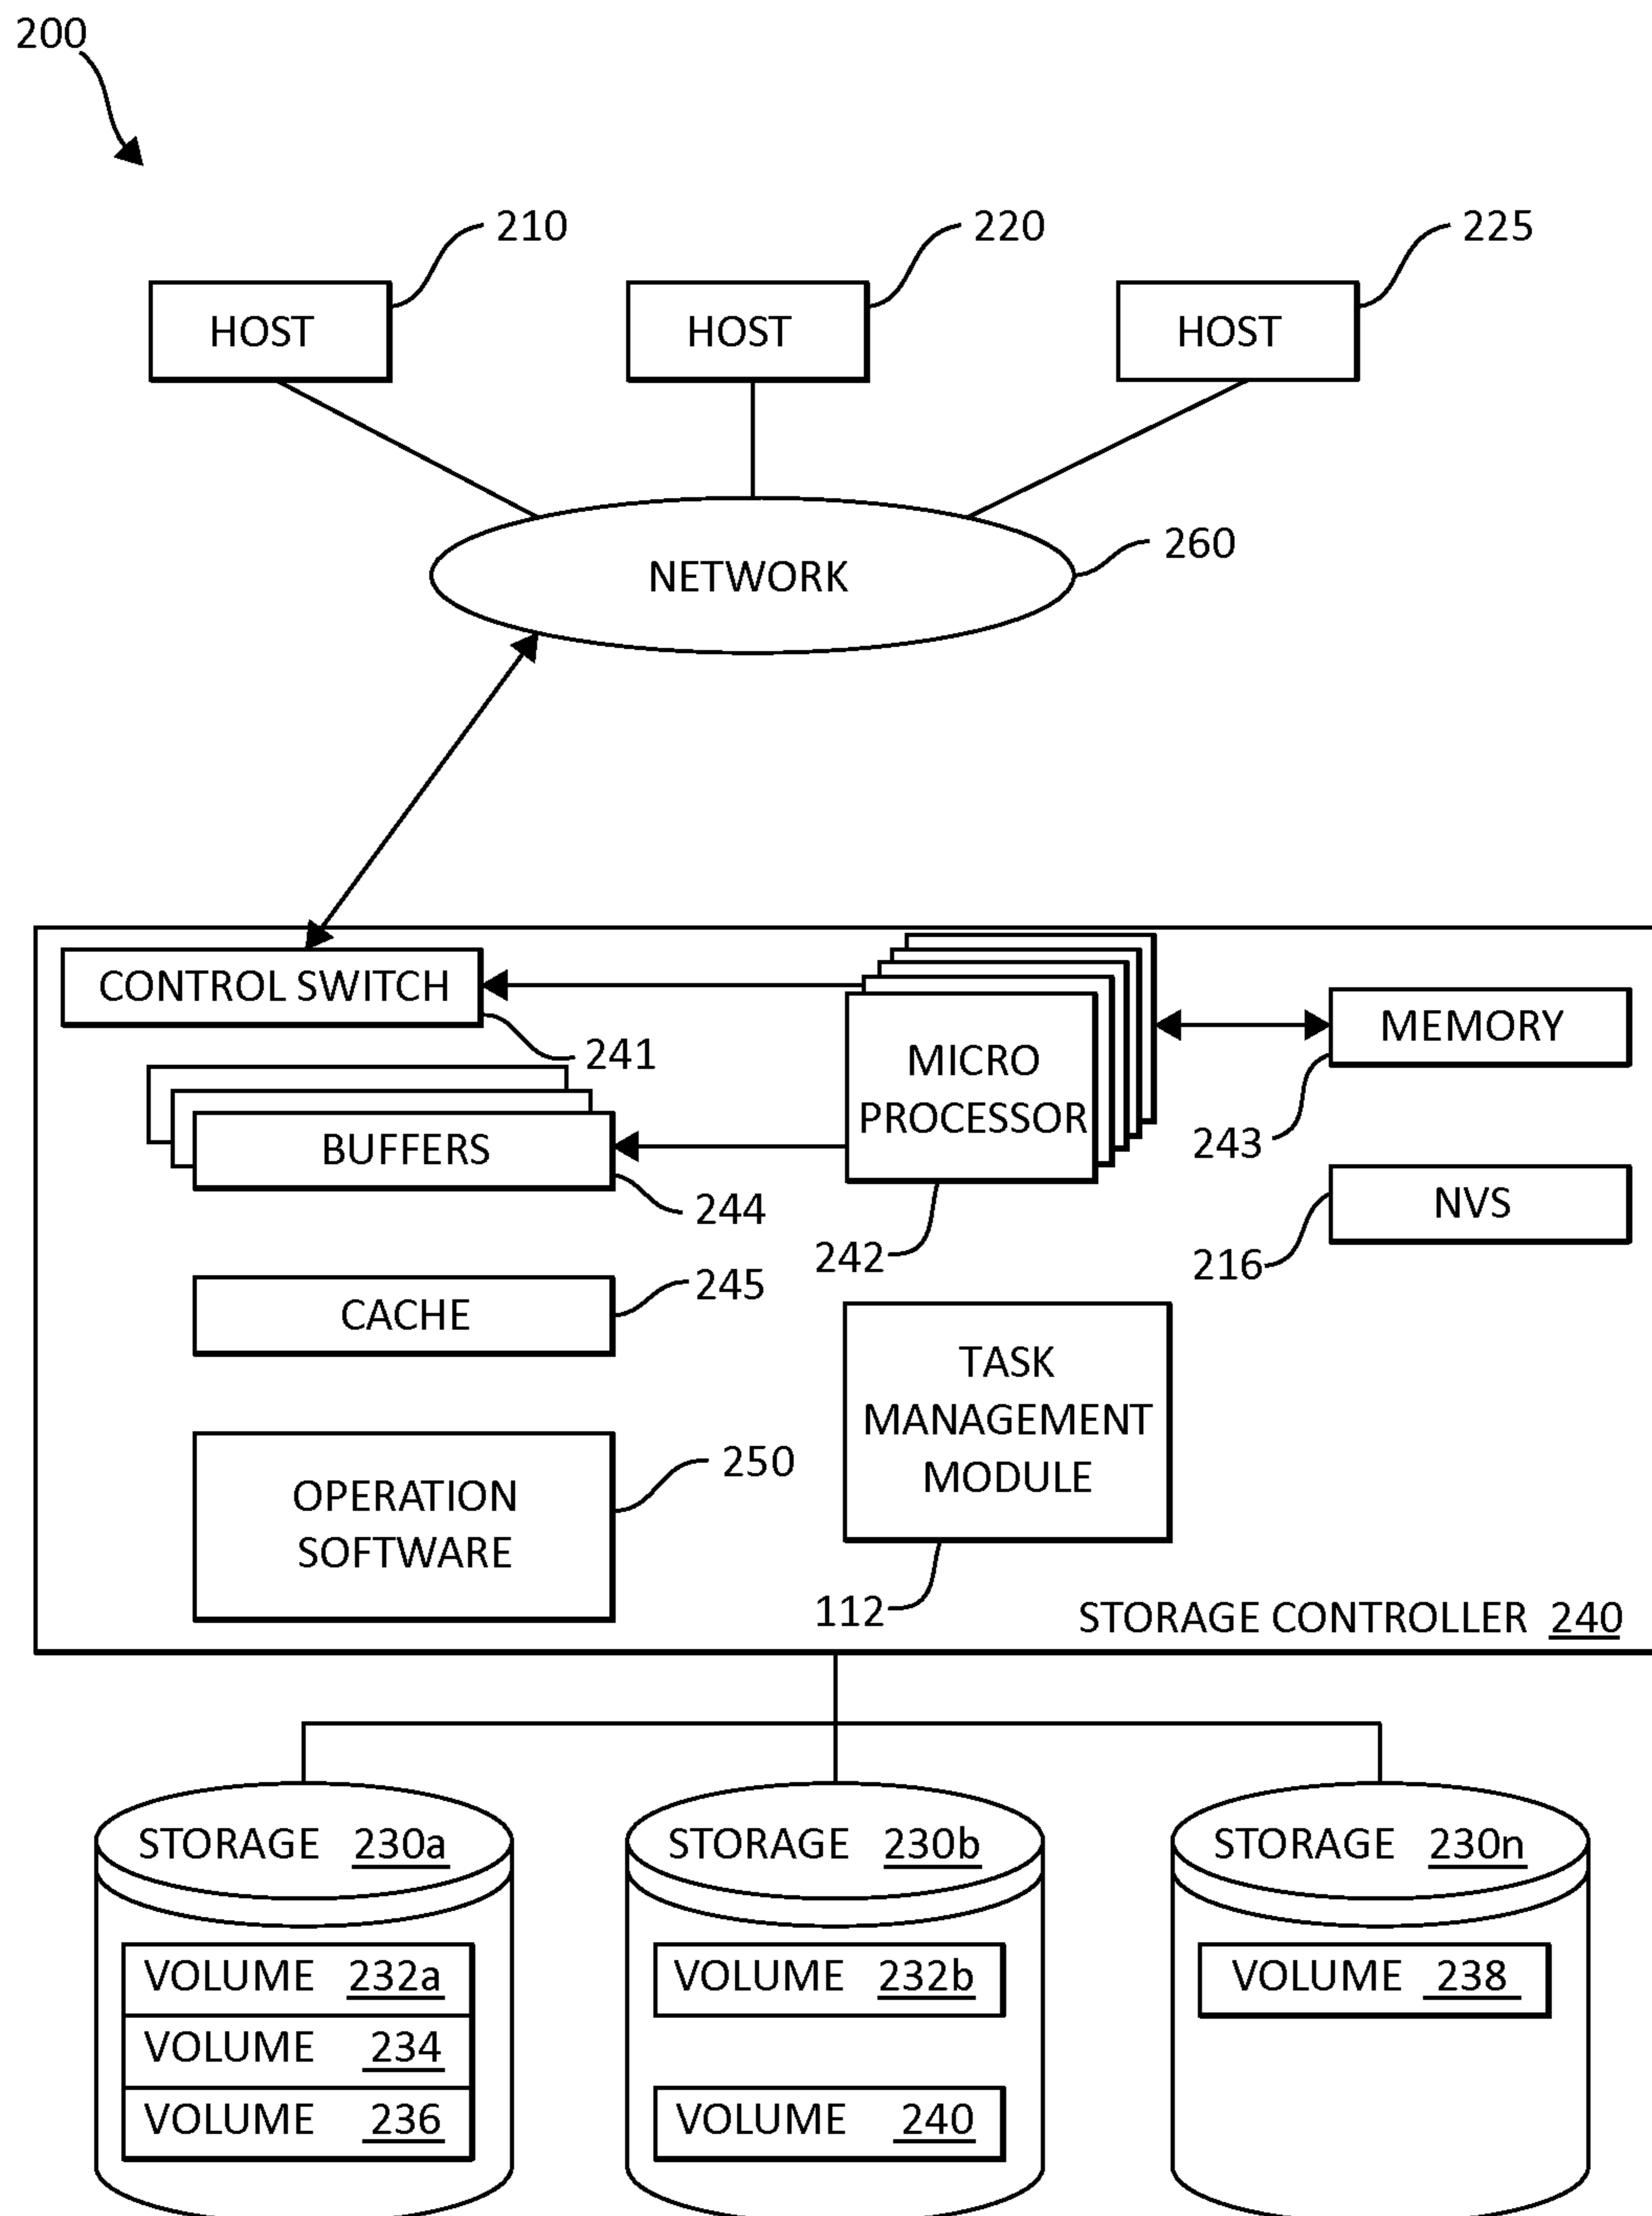 200
210
220
225
HOST
HOST
HOST
260
NETWORK
CONTROL SWITCH
241
MICRO
PROCESSOR
242
MEMORY
243
BUFFERS
244
NVS
216
CACHE
245
TASK
MANAGEMENT
MODULE
112
OPERATION
SOFTWARE
250
STORAGE CONTROLLER 240
STORAGE 230a
STORAGE 230b
STORAGE 230n
VOLUME 232a
VOLUME 234
VOLUME 236
VOLUME 232b
VOLUME 240
VOLUME 238